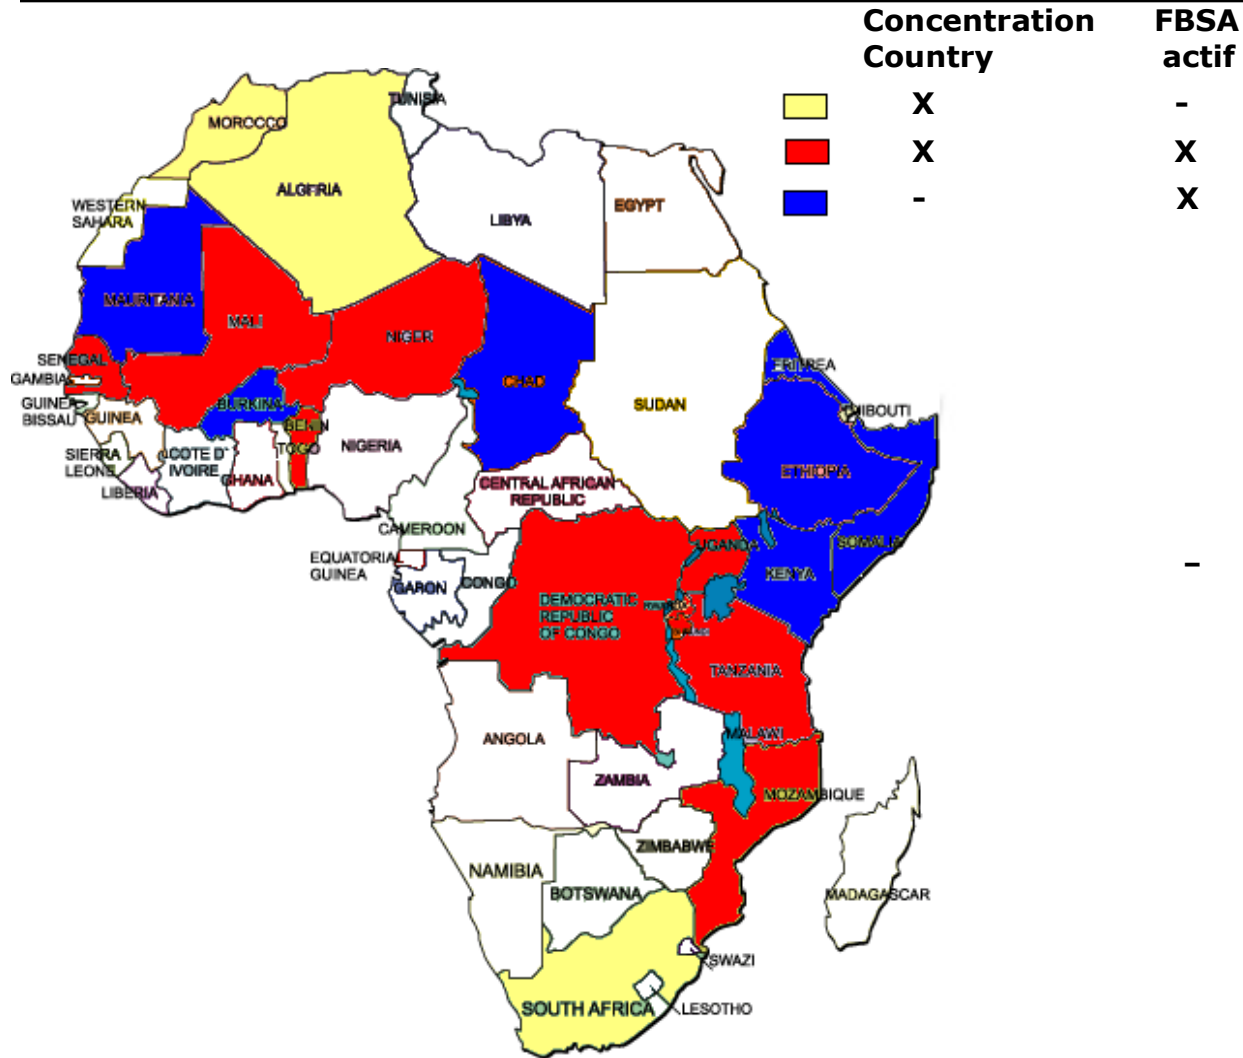 Concentration FBSA
Country actif
X -
X X
- X
TUNISIA
MOROCCO
ALGERIA
WESTERN
SAHARA
LIBYA
EGYPT
MAURITANIA
MALI
NIGER
SENEGAL
GAMBIA
CHAD
ERITREA
GUINEA
BISSAU
GUINEA
BURKINA
SUDAN
DJIBOUTI
BENIN
TOGO
NIGERIA
SIERRA
LEONE
COTE D'
IVOIRE
GHANA
ETHIOPIA
LIBERIA
CENTRAL AFRICAN
REPUBLIC
CAMEROON
UGANDA
SOMALIA
EQUATORIAL
GUINEA
GABON
CONGO
KENYA
-
DEMOCRATIC
REPUBLIC
OF CONGO
TANZANIA
ANGOLA
MALAWI
ZAMBIA
MOZAMBIQUE
ZIMBABWE
NAMIBIA
BOTSWANA
MADAGASCAR
SWAZI
SOUTH AFRICA
LESOTHO